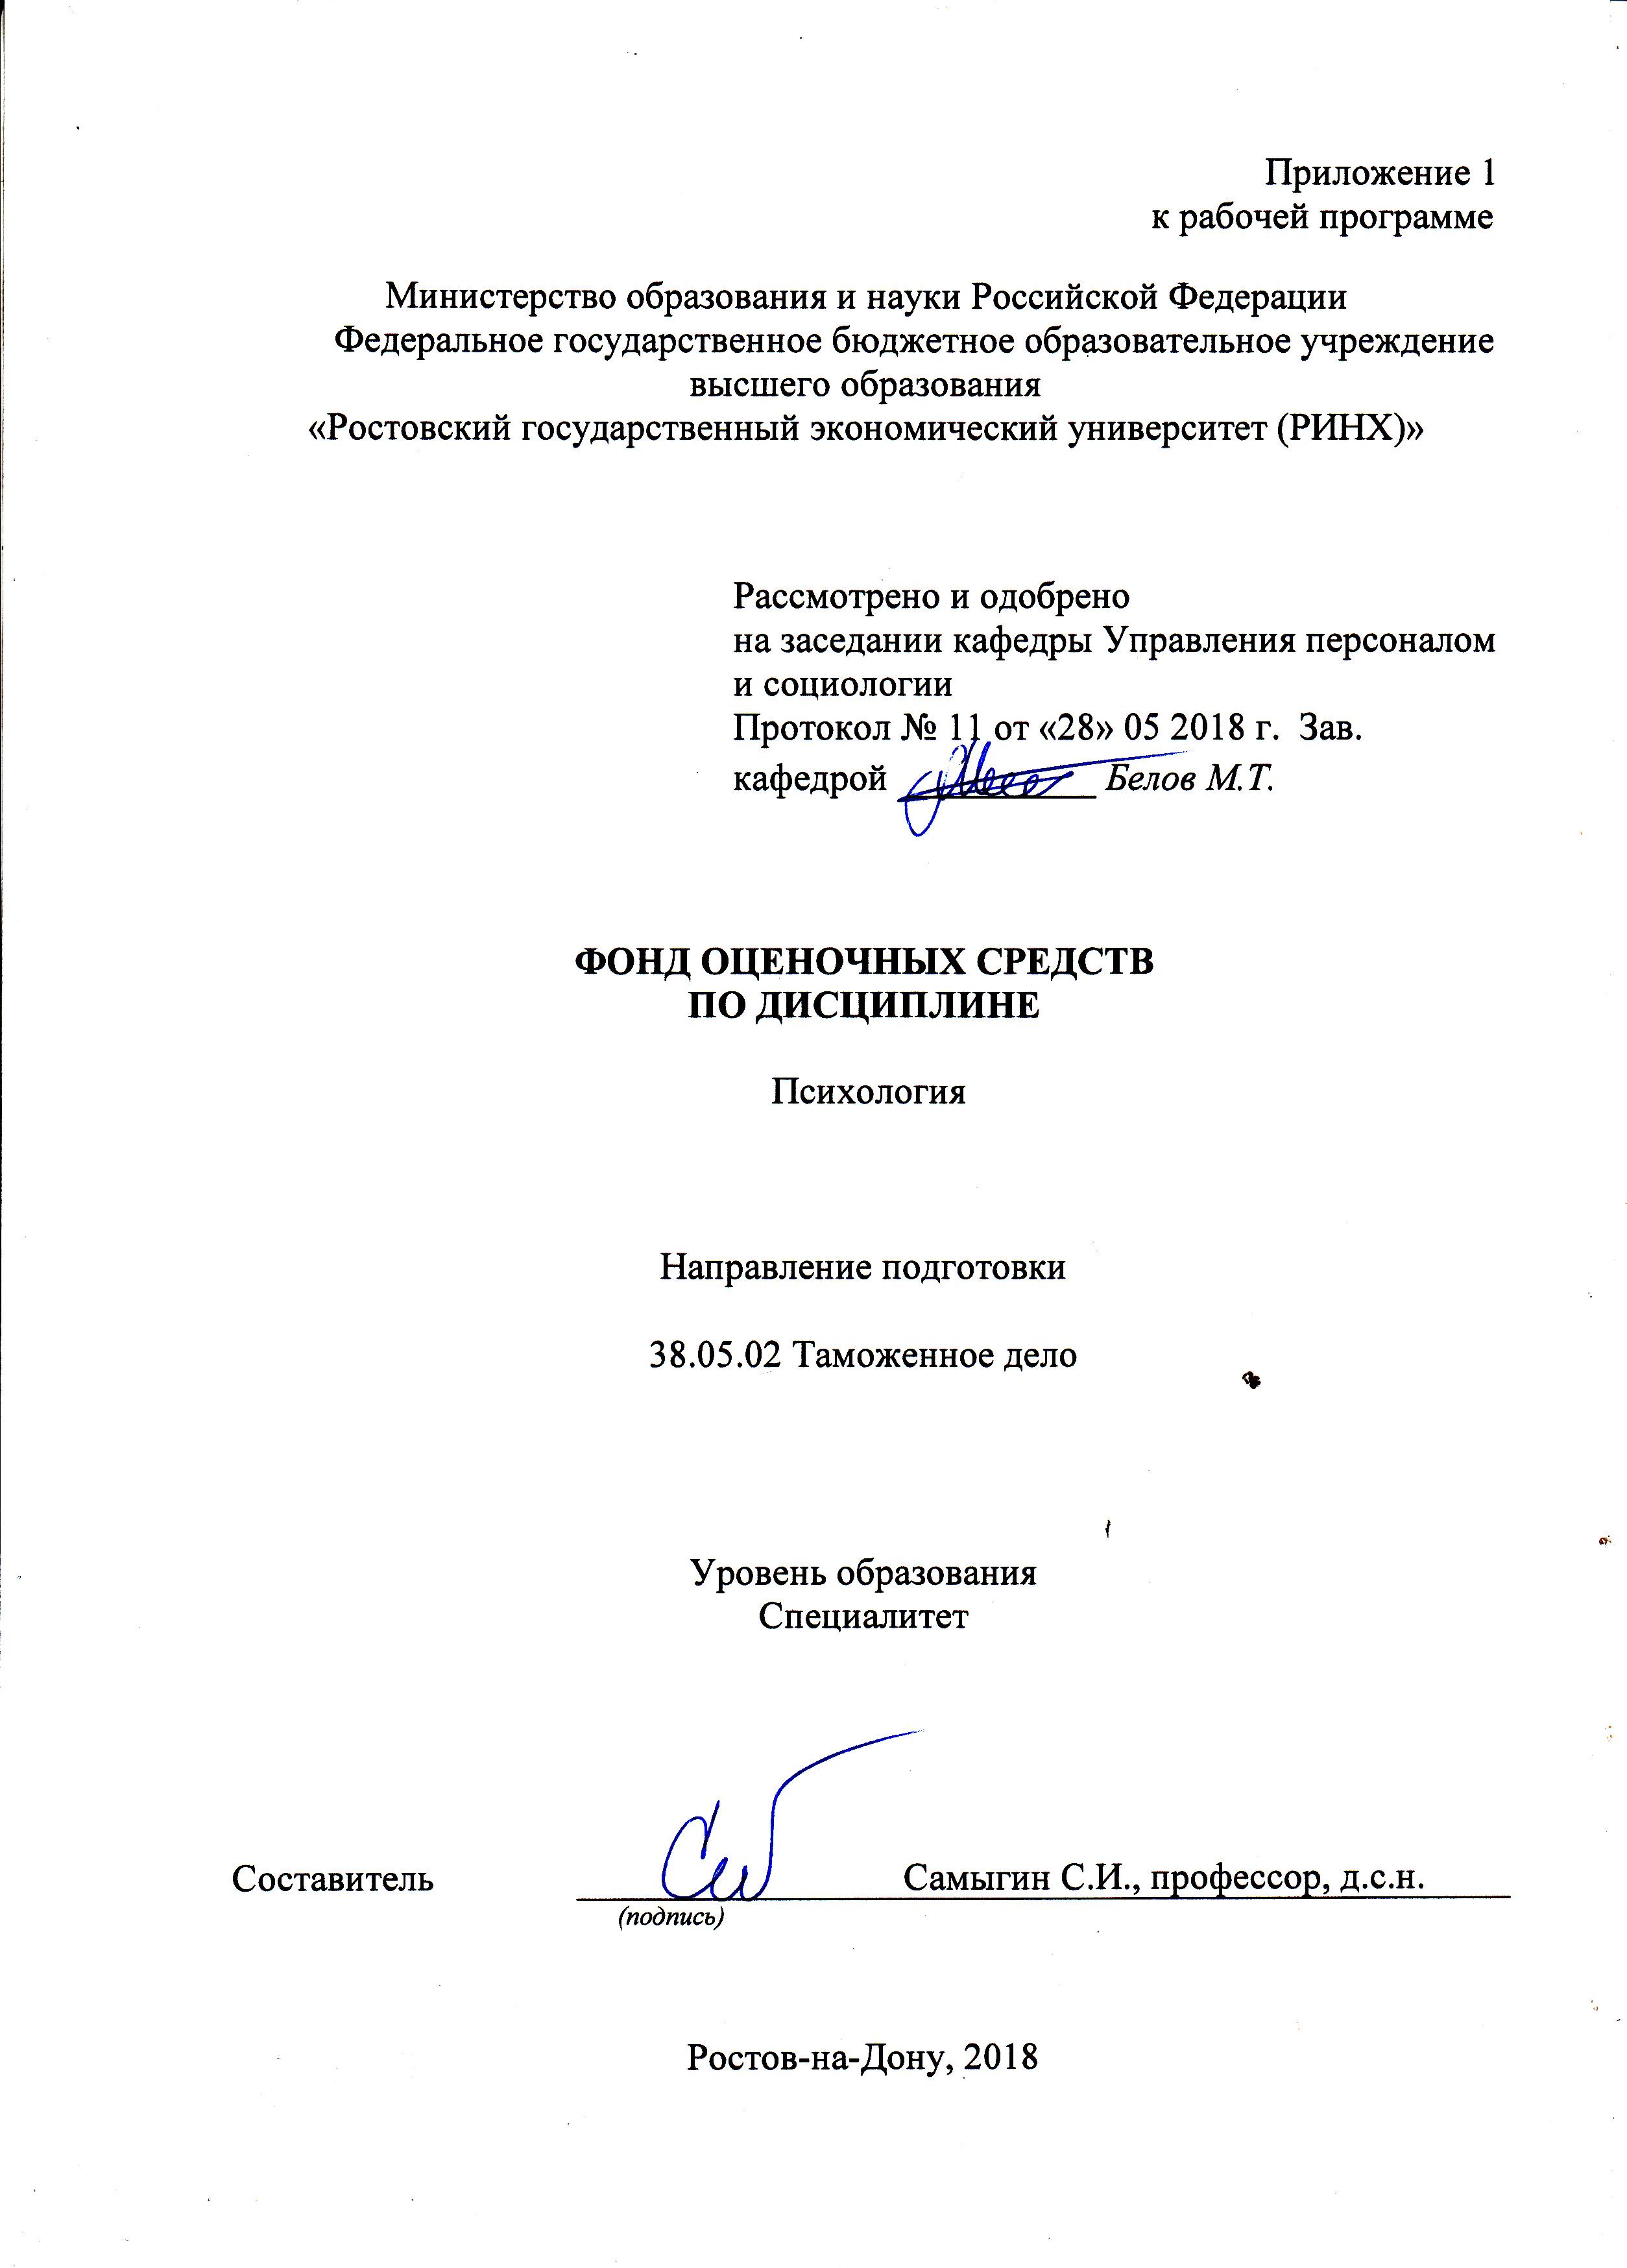 Приложение 1
к рабочей программе
Министерство образования и науки Российской Федерации
Федеральное государственное бюджетное образовательное учреждение
высшего образования
«Ростовский государственный экономический университет (РИНХ)»
Рассмотрено и одобрено
на заседании кафедры Управления персоналом
и социологии
Протокол № 11 от «28» 05 2018 г. Зав.
кафедрой Белов М.Т.
ФОНД ОЦЕНОЧНЫХ СРЕДСТВ
ПО ДИСЦИПЛИНЕ
Психология
Направление подготовки
38.05.02 Таможенное дело
Уровень образования
Специалитет
Составитель Самыгин С.И., профессор, д.с.н.
(подпись)
Ростов-на-Дону, 2018